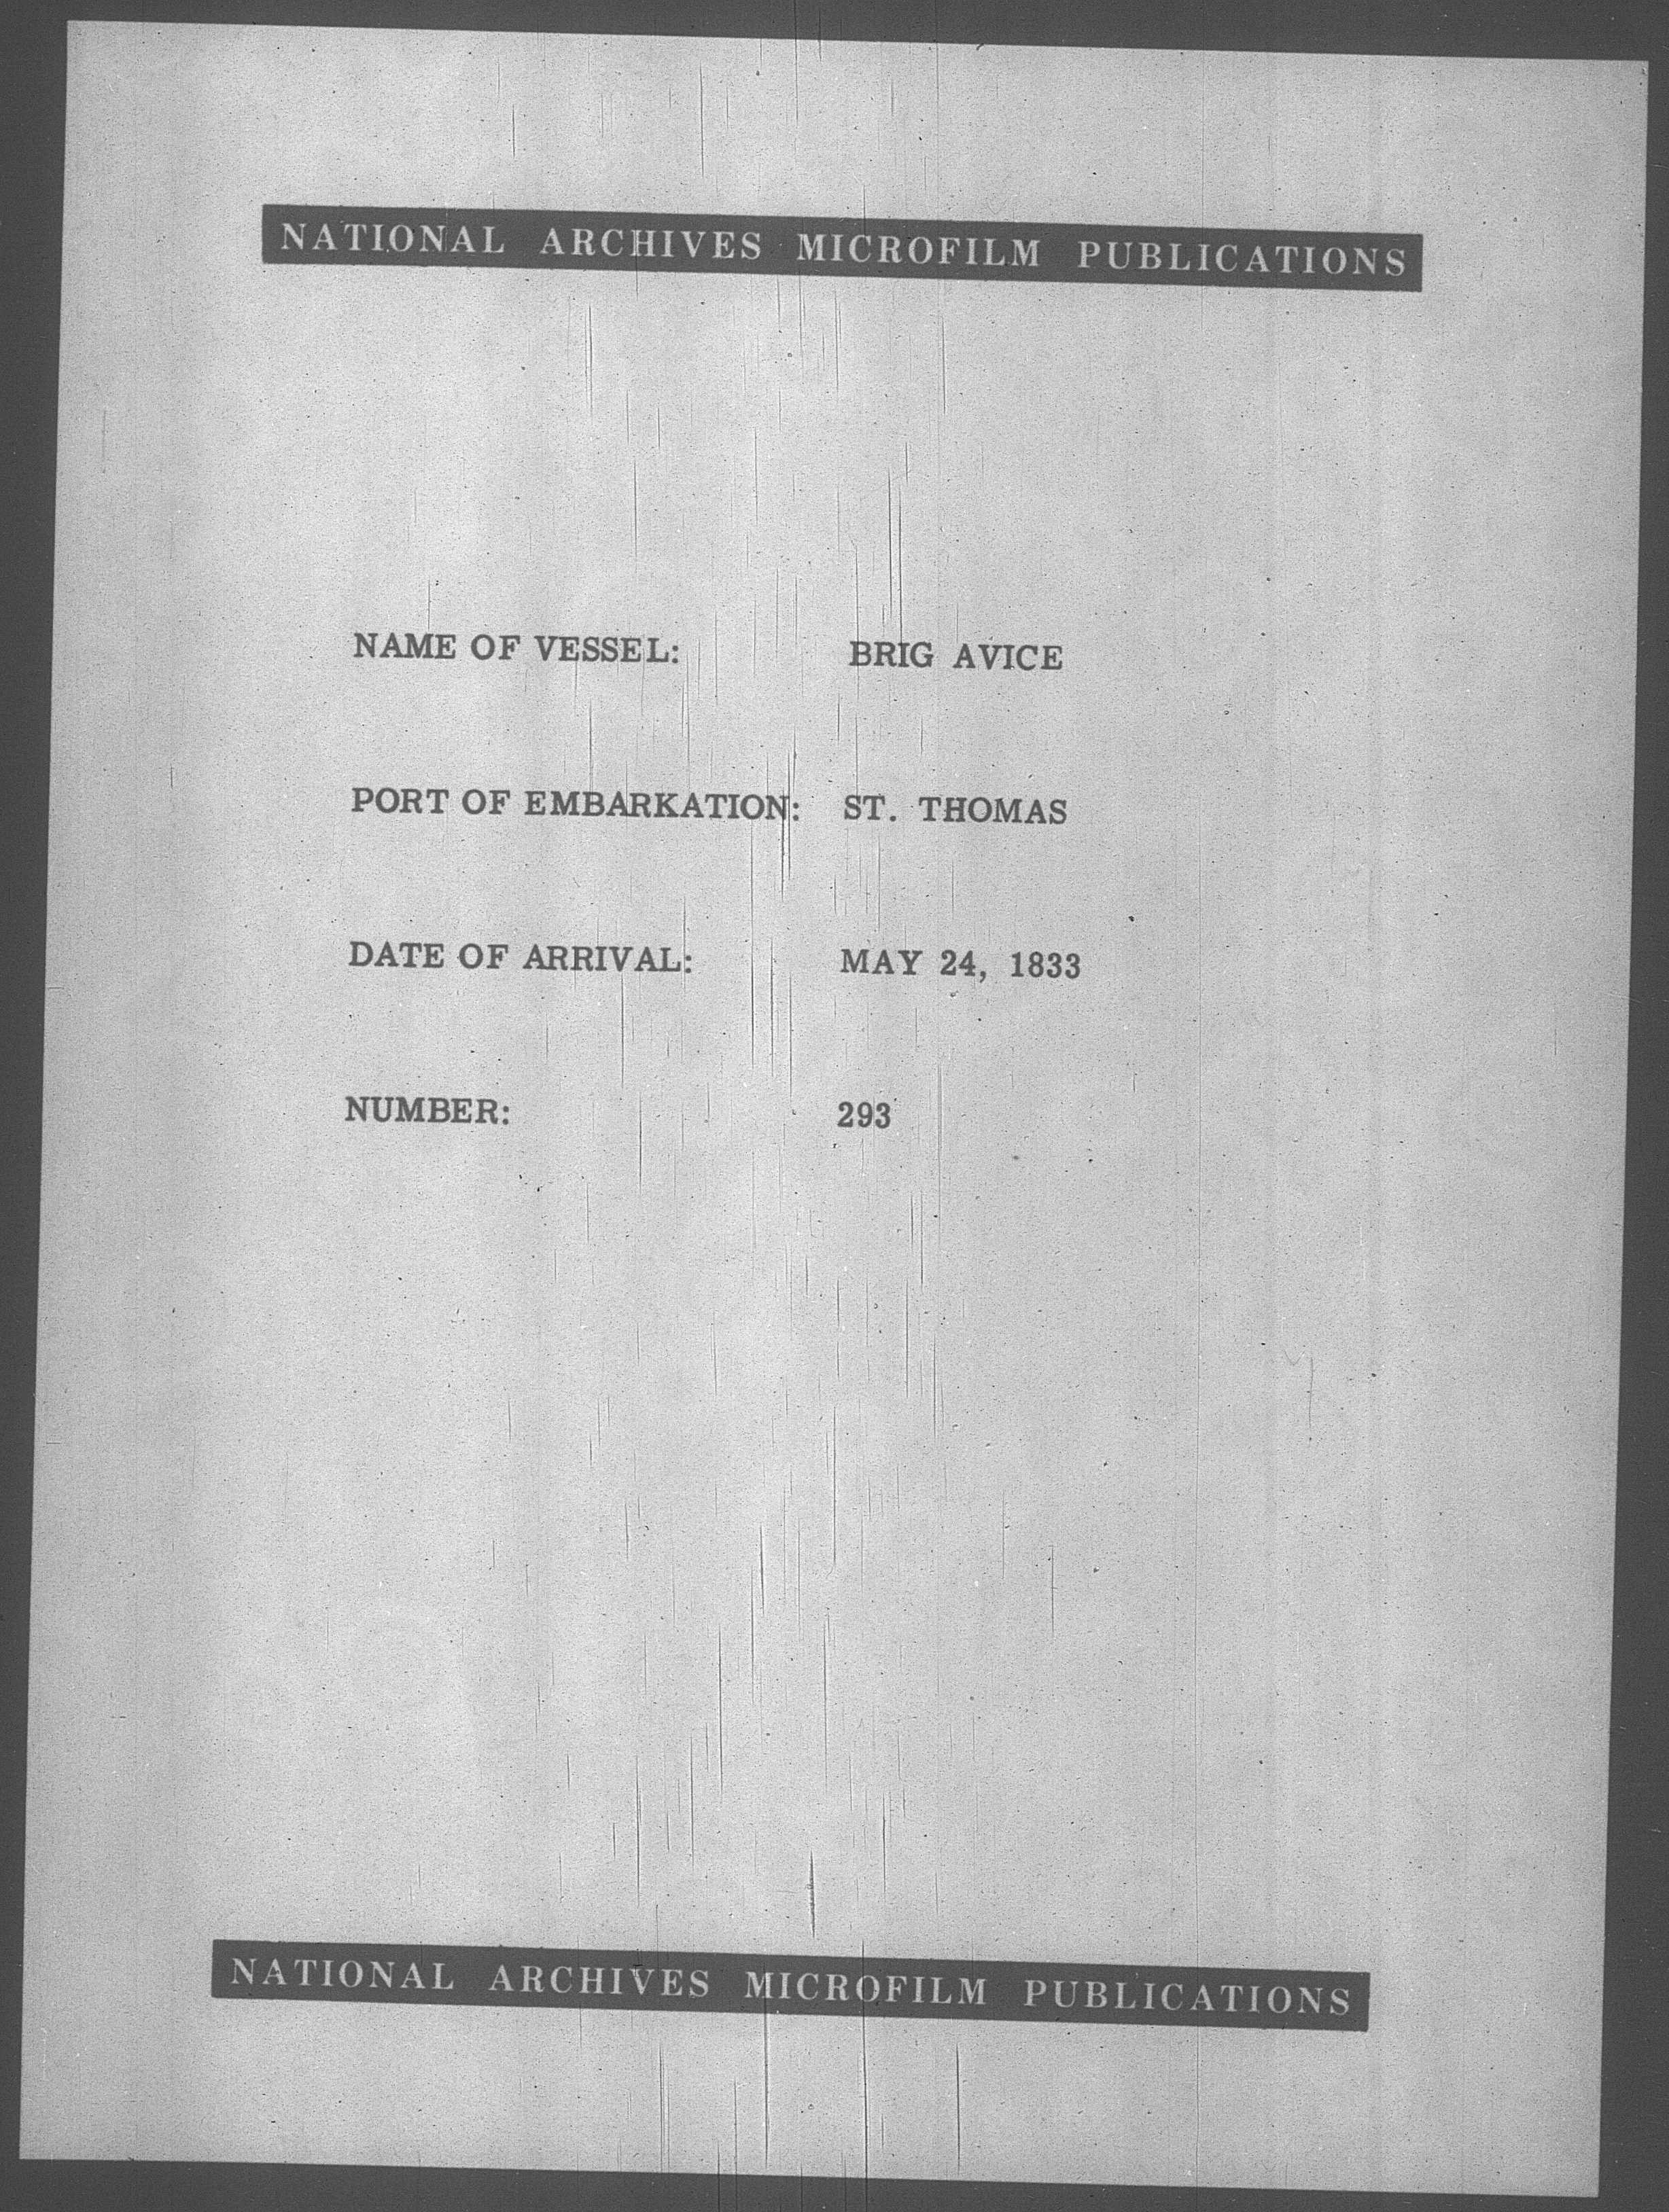 NATIONAL ARCHIVES MICROFILM PUBLICATIONS
NAME OF VESSEL: BRIG AVICE
PORT OF EMBARKATION: ST. THOMAS
DATE OF ARRIVAL: MAY 24, 1833
NUMBER: 293
NATIONAL ARCHIVES MICROFILM PUBLICATIONS